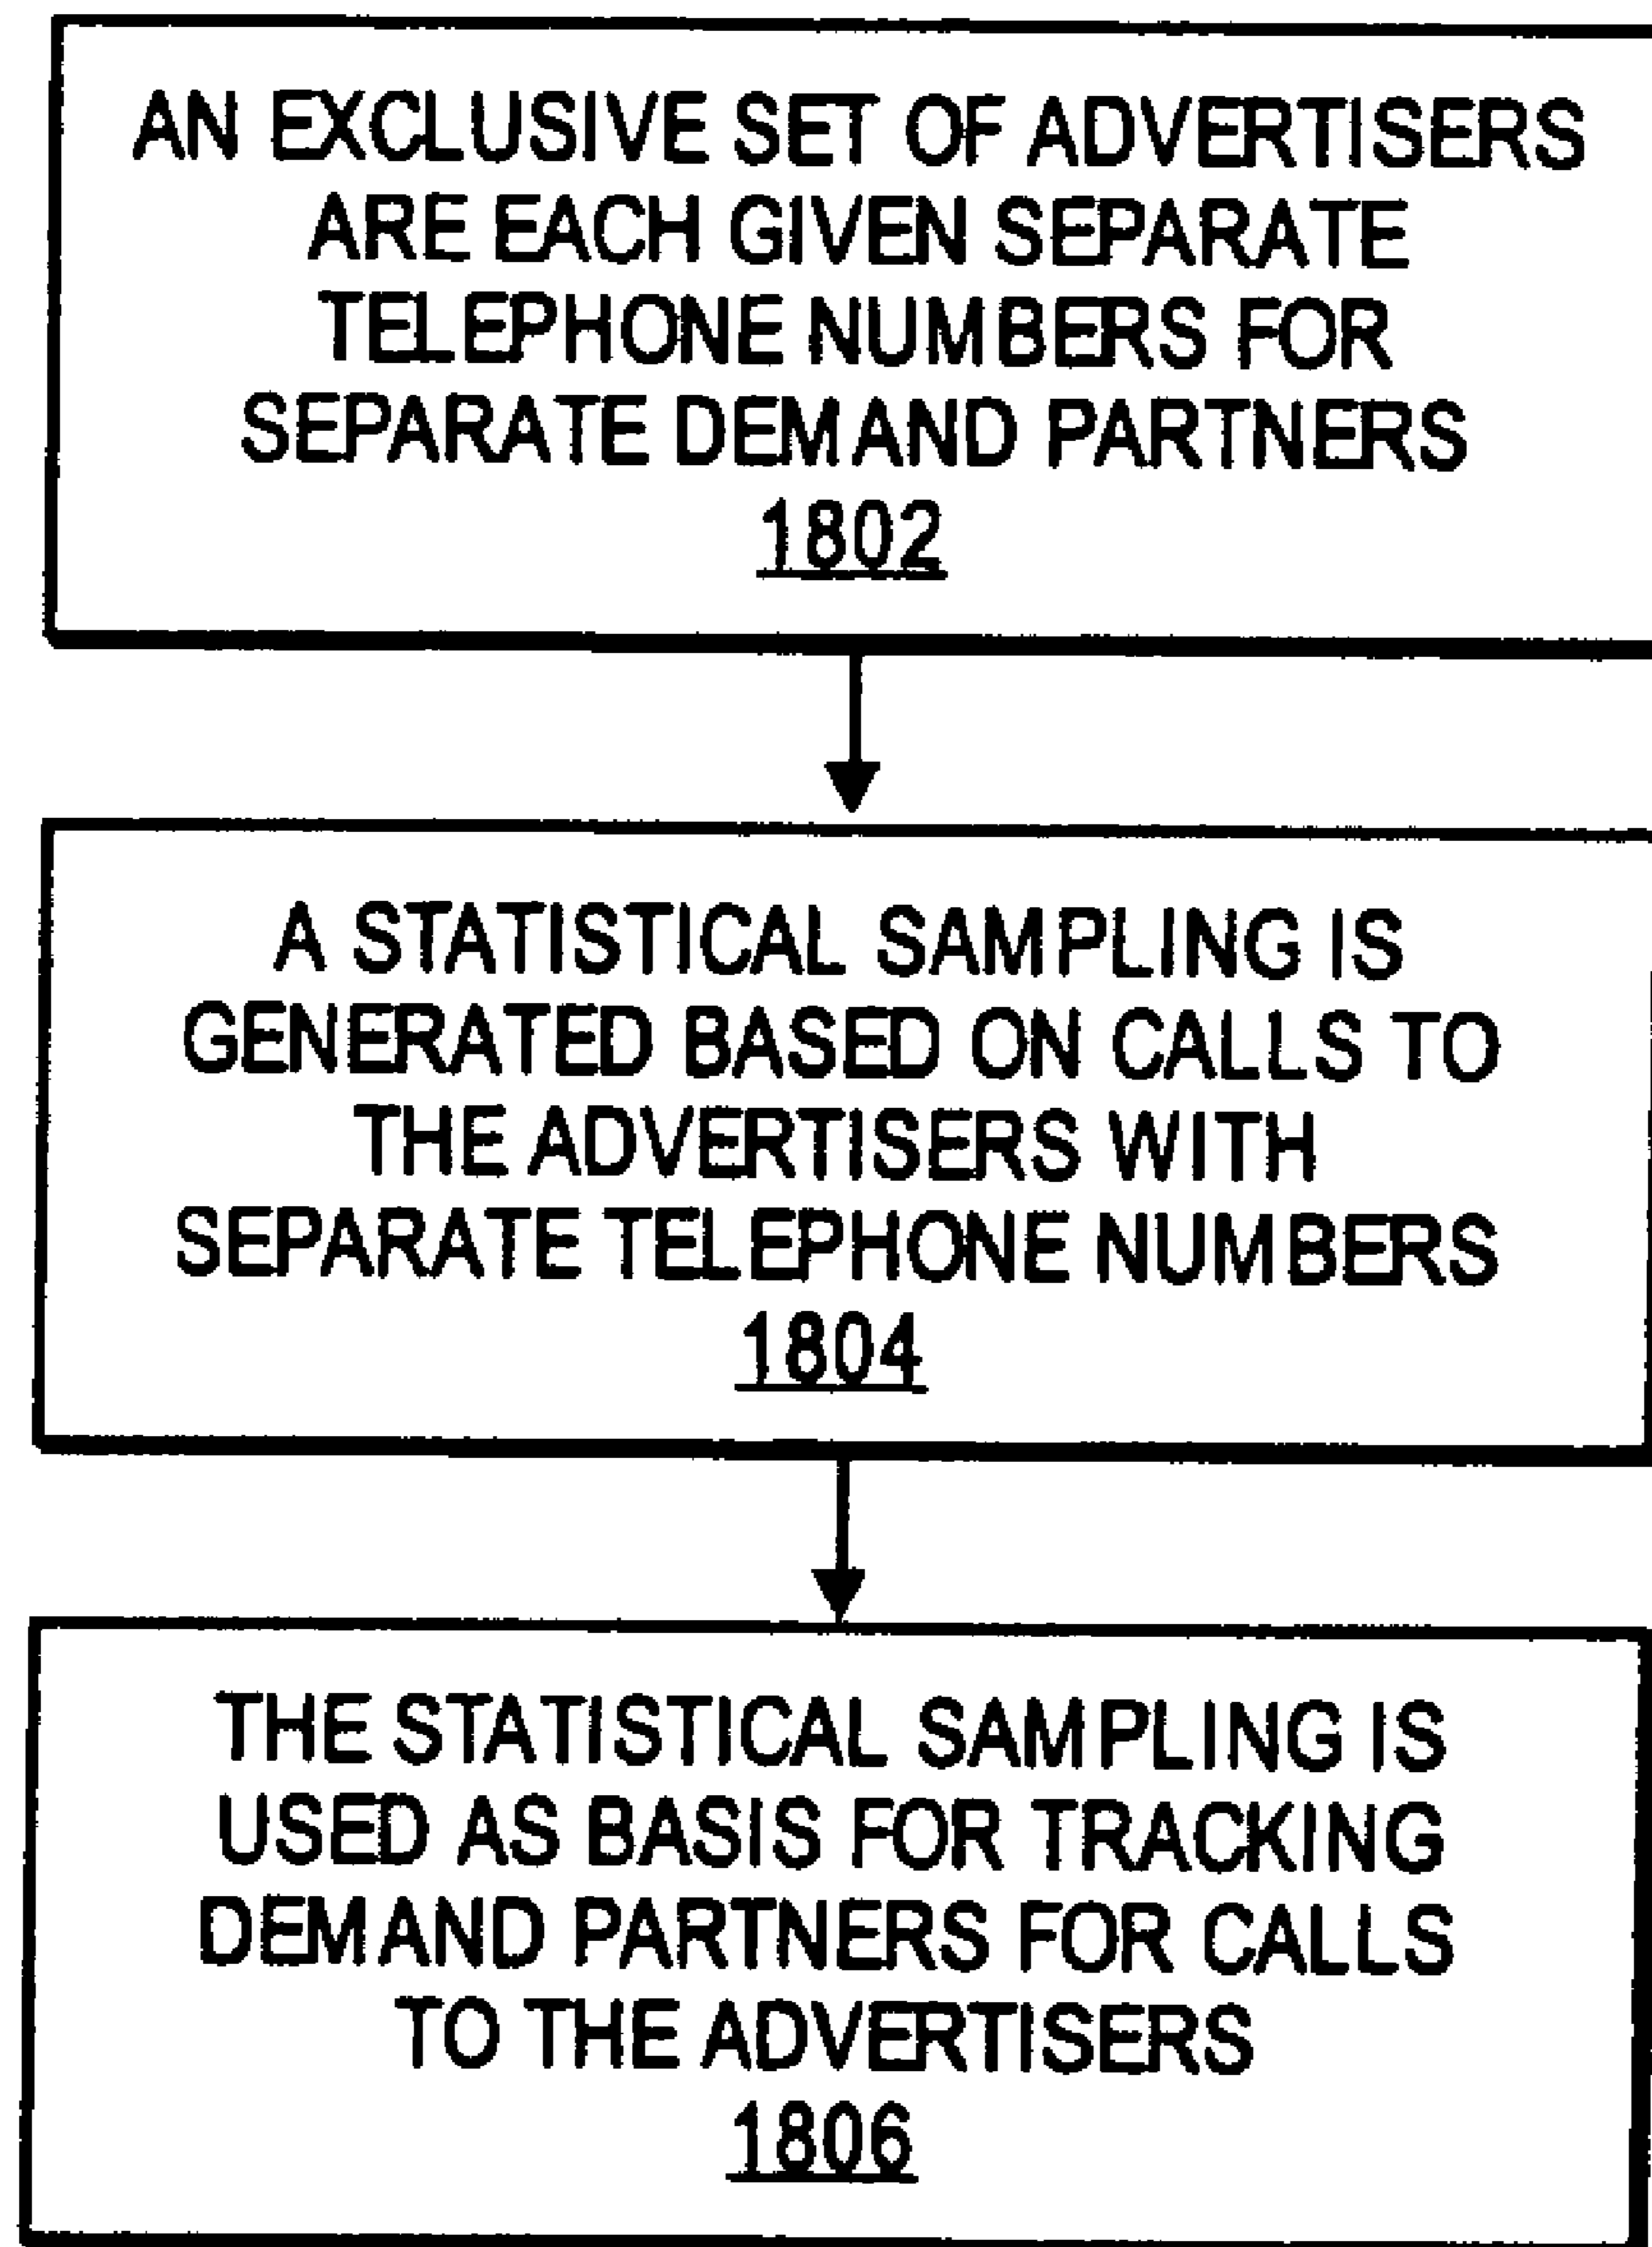 AN EXCLUSIVE SET OF ADVERTISERS
ARE EACH GIVEN SEPARATE
TELEPHONE NUMBERS FOR
SEPARATE DEMAND PARTNERS
1802
A STATISTICAL SAMPLING IS
GENERATED BASED ON CALLS TO
THE ADVERTISERS WITH
SEPARATE TELEPHONE NUMBERS
1804
THE STATISTICAL SAMPLING IS
USED AS BASIS FOR TRACKING
DEMAND PARTNERS FOR CALLS
TO THE ADVERTISERS
1806